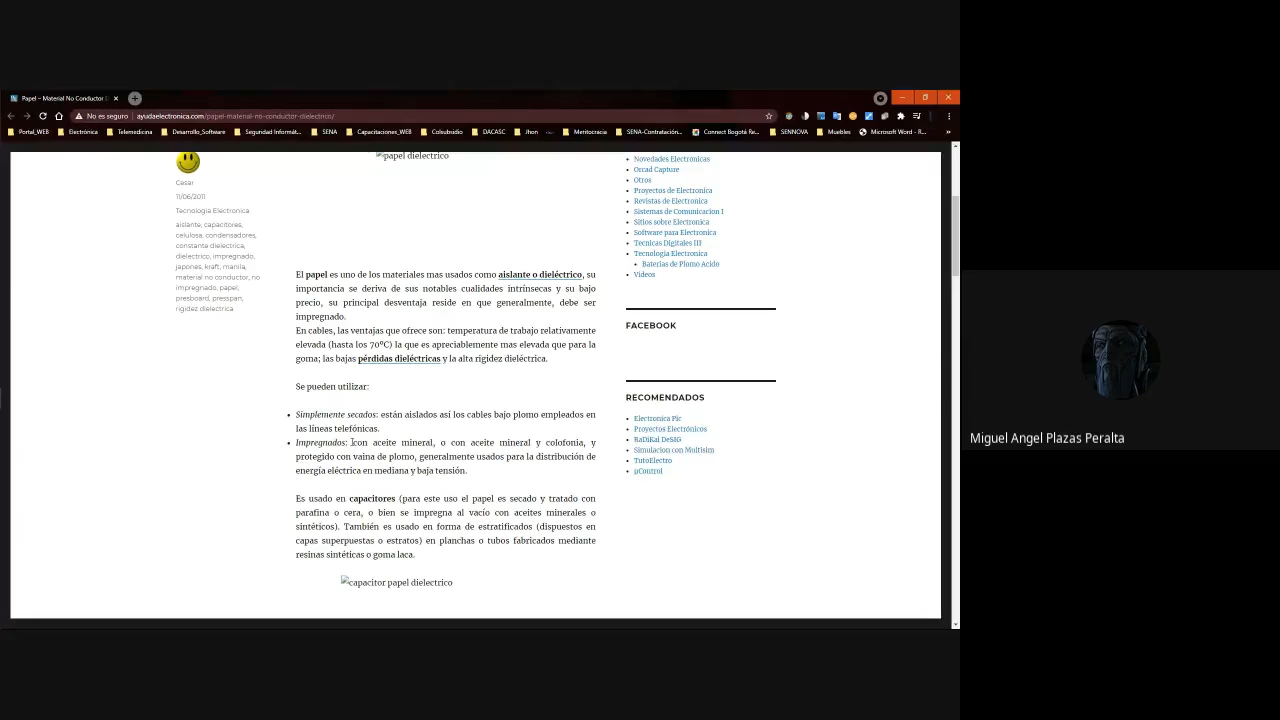 Papel – Material No Conductor D
No es seguro
ayudaelectronica.com/papel-material-no-conductor-dielectrico/
Portal_WEB
Electrónica
Telemedicina
Desarrollo_Software
Seguridad Informát...
SENA
Capacitaciones_WEB
Colsubsidio
DACASC
Jhon
Meritocracia
SENA-Contratación...
Connect Bogotá Re...
SENNOVA
Muebles
Microsoft Word - R...
»
papel dielectrico
Cesar
11/06/2011
Tecnologia Electronica
aislante, capacitores,
celulosa, condensadores,
constante dielectrica,
dielectrico, impregnado,
japones, kraft, manila,
material no conductor, no
impregnado, papel,
presboard, presspan,
rigidez dielectrica
El papel es uno de los materiales mas usados como aislante o dieléctrico, su
importancia se deriva de sus notables cualidades intrínsecas y su bajo
precio, su principal desventaja reside en que generalmente, debe ser
impregnado.
En cables, las ventajas que ofrece son: temperatura de trabajo relativamente
elevada (hasta los 70ºC) la que es apreciablemente mas elevada que para la
goma; las bajas pérdidas dieléctricas y la alta rigidez dieléctrica.
Se pueden utilizar:
• Simplemente secados: están aislados así los cables bajo plomo empleados en
las líneas telefónicas.
• Impregnados: con aceite mineral, o con aceite mineral y colofonia, y
protegido con vaina de plomo, generalmente usados para la distribución de
energía eléctrica en mediana y baja tensión.
Es usado en capacitores (para este uso el papel es secado y tratado con
parafina o cera, o bien se impregna al vacío con aceites minerales o
sintéticos). También es usado en forma de estratificados (dispuestos en
capas superpuestas o estratos) en planchas o tubos fabricados mediante
resinas sintéticas o goma laca.
capacitor papel dielectrico
• Novedades Electronicas
• Orcad Capture
• Otros
• Proyectos de Electronica
• Revistas de Electronica
• Sistemas de Comunicacion I
• Sitios sobre Electronica
• Software para Electronica
• Tecnicas Digitales III
• Tecnologia Electronica
• Baterias de Plomo Acido
• Videos
FACEBOOK
RECOMENDADOS
• Electronica Pic
• Proyectos Electrónicos
• RaDiKal DeSIG
• Simulacion con Multisim
• TutoElectro
• µControl
Miguel Angel Plazas Peralta